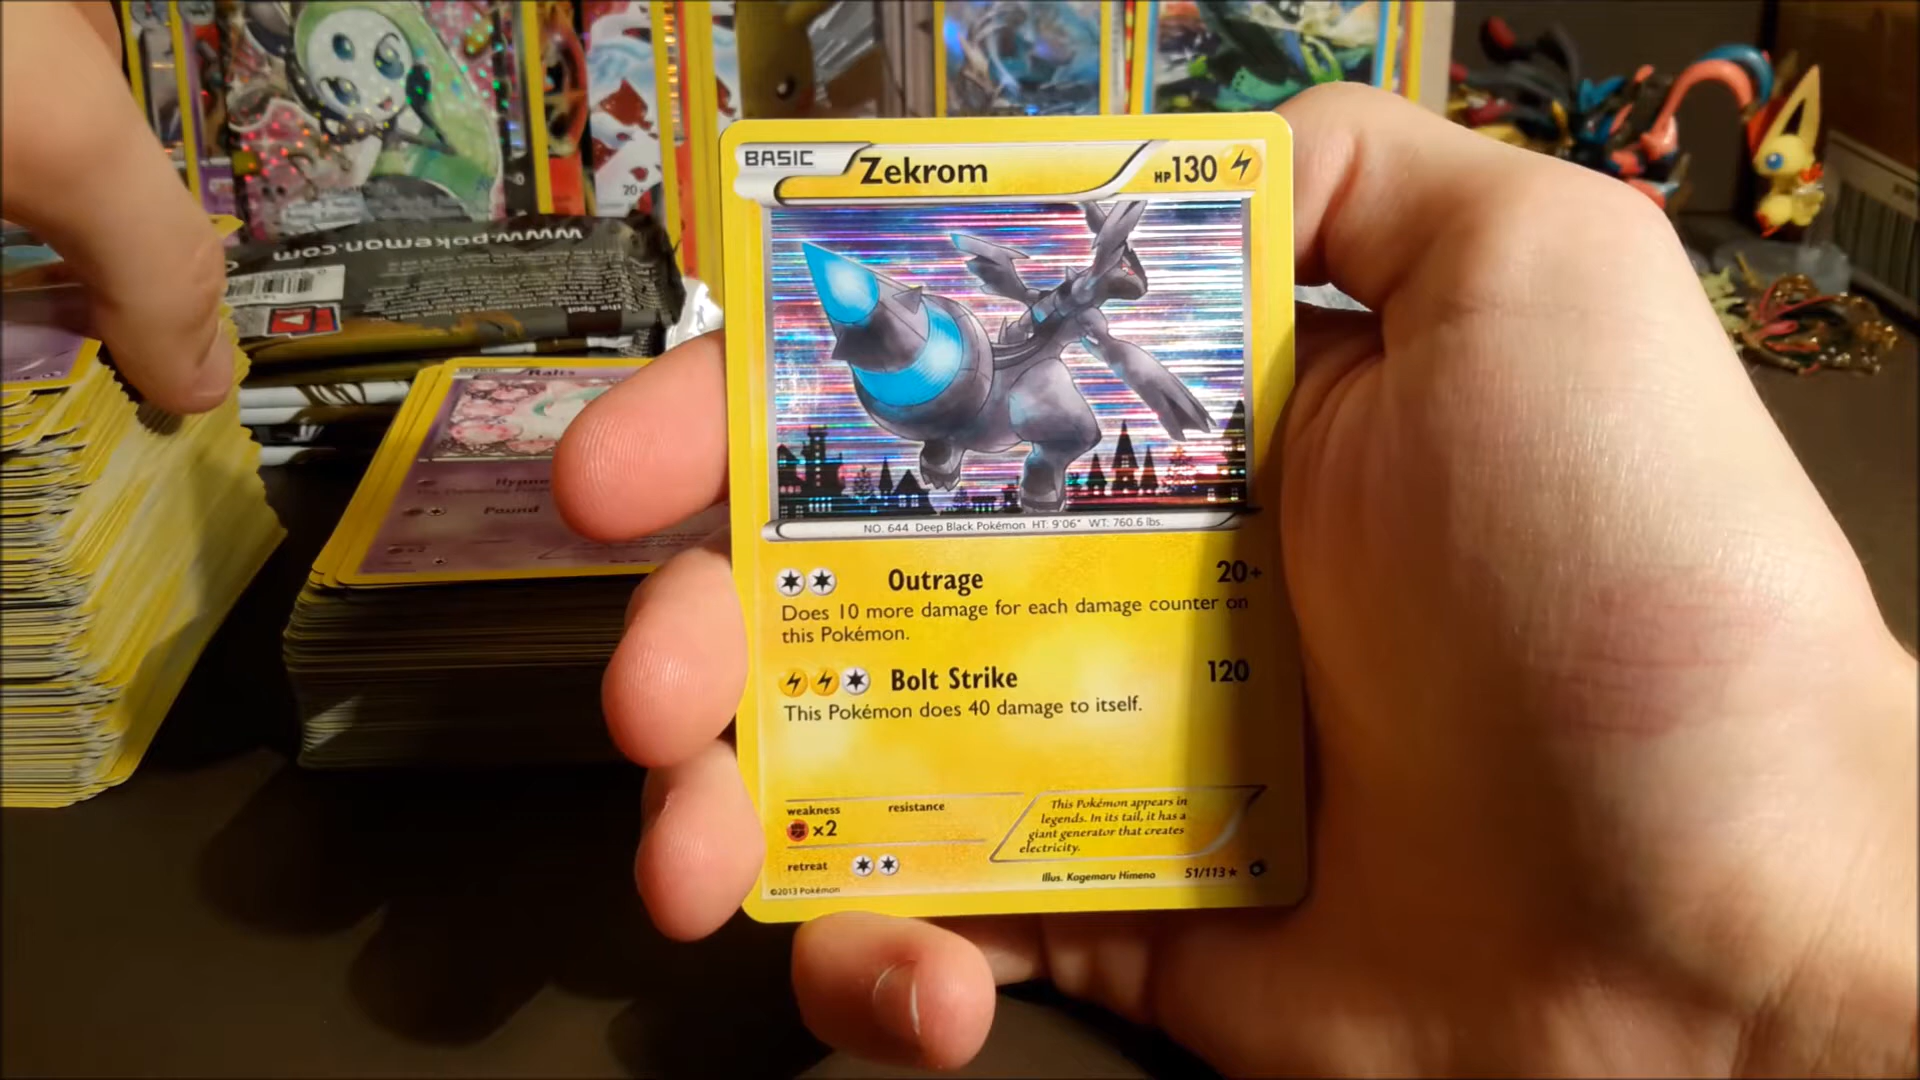 BASIC
Zekrom
HP130
NO. 644 Deep Black Pokémon HT: 9'06" WT: 760.6 lbs.
Outrage 20+
Does 10 more damage for each damage counter on
this Pokémon.
Bolt Strike 120
This Pokémon does 40 damage to itself.
weakness
×2
resistance
retreat
This Pokémon appears in
legends. In its tail, it has a
giant generator that creates
electricity.
Illus. Kagemaru Himeno 51/113★
©2013 Pokémon
www.pokemon.com
BASIC
Ralts
Pound
20+